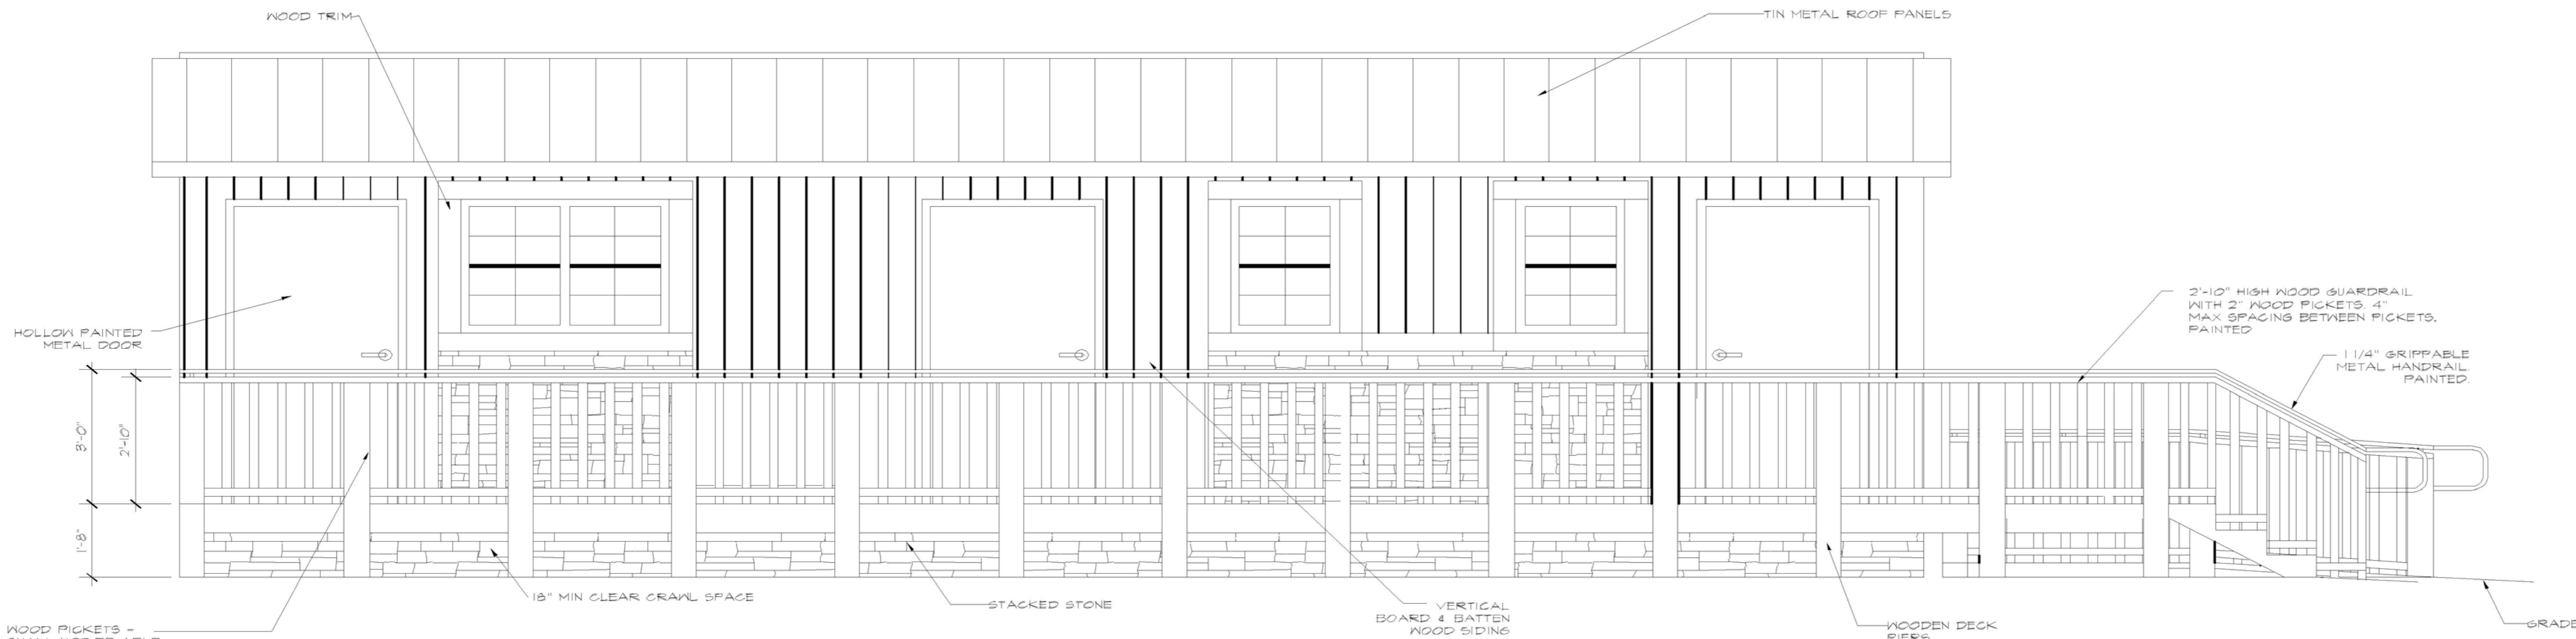 WOOD TRIM
TIN METAL ROOF PANELS
HOLLOW PAINTED
METAL DOOR
2'-10" HIGH WOOD GUARDRAIL
WITH 2" WOOD PICKETS. 4"
MAX SPACING BETWEEN PICKETS.
PAINTED
1 1/4" GRIPPABLE
METAL HANDRAIL.
PAINTED.
3'-0"
2'-10"
1'-8"
18" MIN CLEAR CRAWL SPACE
STACKED STONE
VERTICAL
BOARD & BATTEN
WOOD SIDING
WOODEN DECK
PIERS
GRADE
WOOD PICKETS -